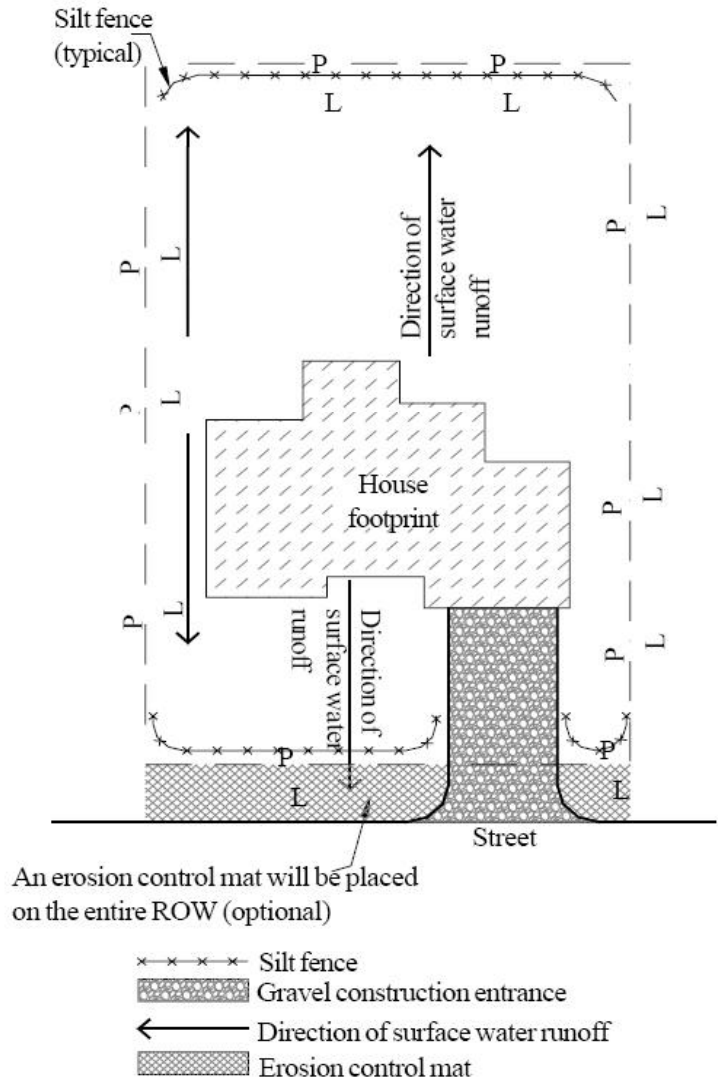 Silt fence
(typical)
P P
L L
P L
P L
Direction of
surface water
runoff
P L
House
footprint
P L
P L
P L
Direction of
surface water
runoff
P P
L L
Street
An erosion control mat will be placed
on the entire ROW (optional)
Silt fence
Gravel construction entrance
Direction of surface water runoff
Erosion control mat